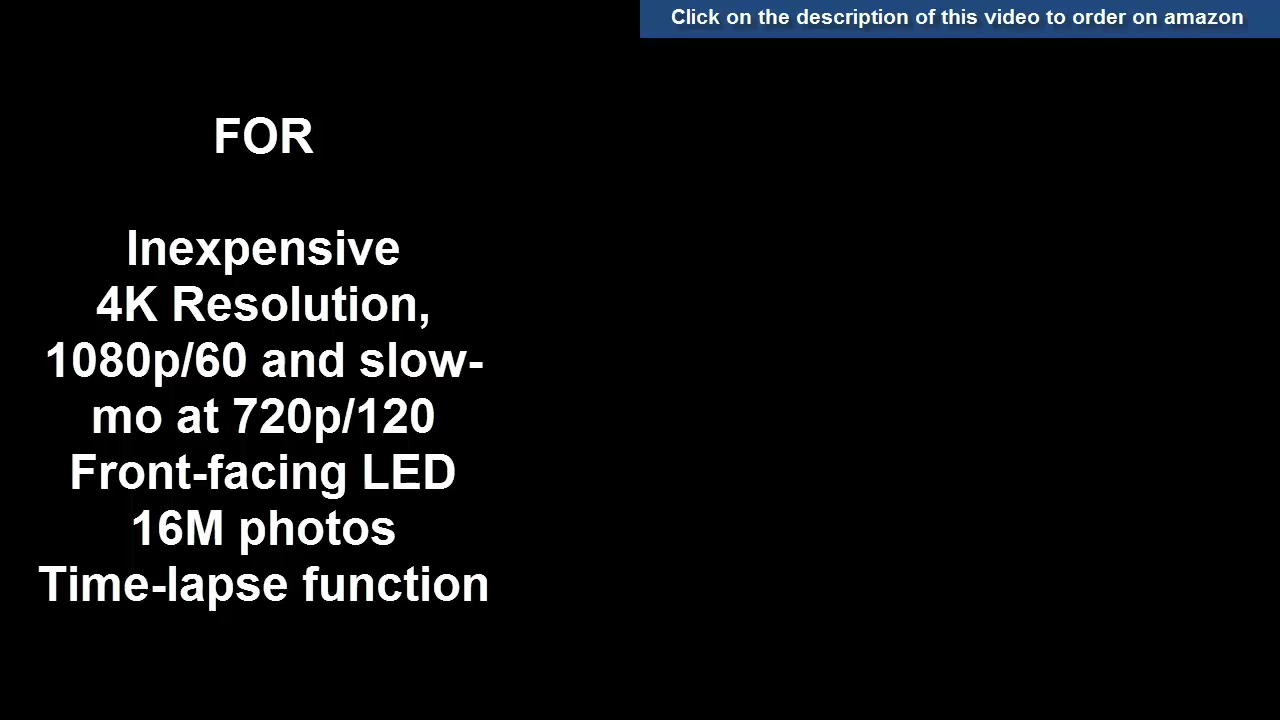 Click on the description of this video to order on amazon
FOR
Inexpensive
4K Resolution,
1080p/60 and slow-
mo at 720p/120
Front-facing LED
16M photos
Time-lapse function